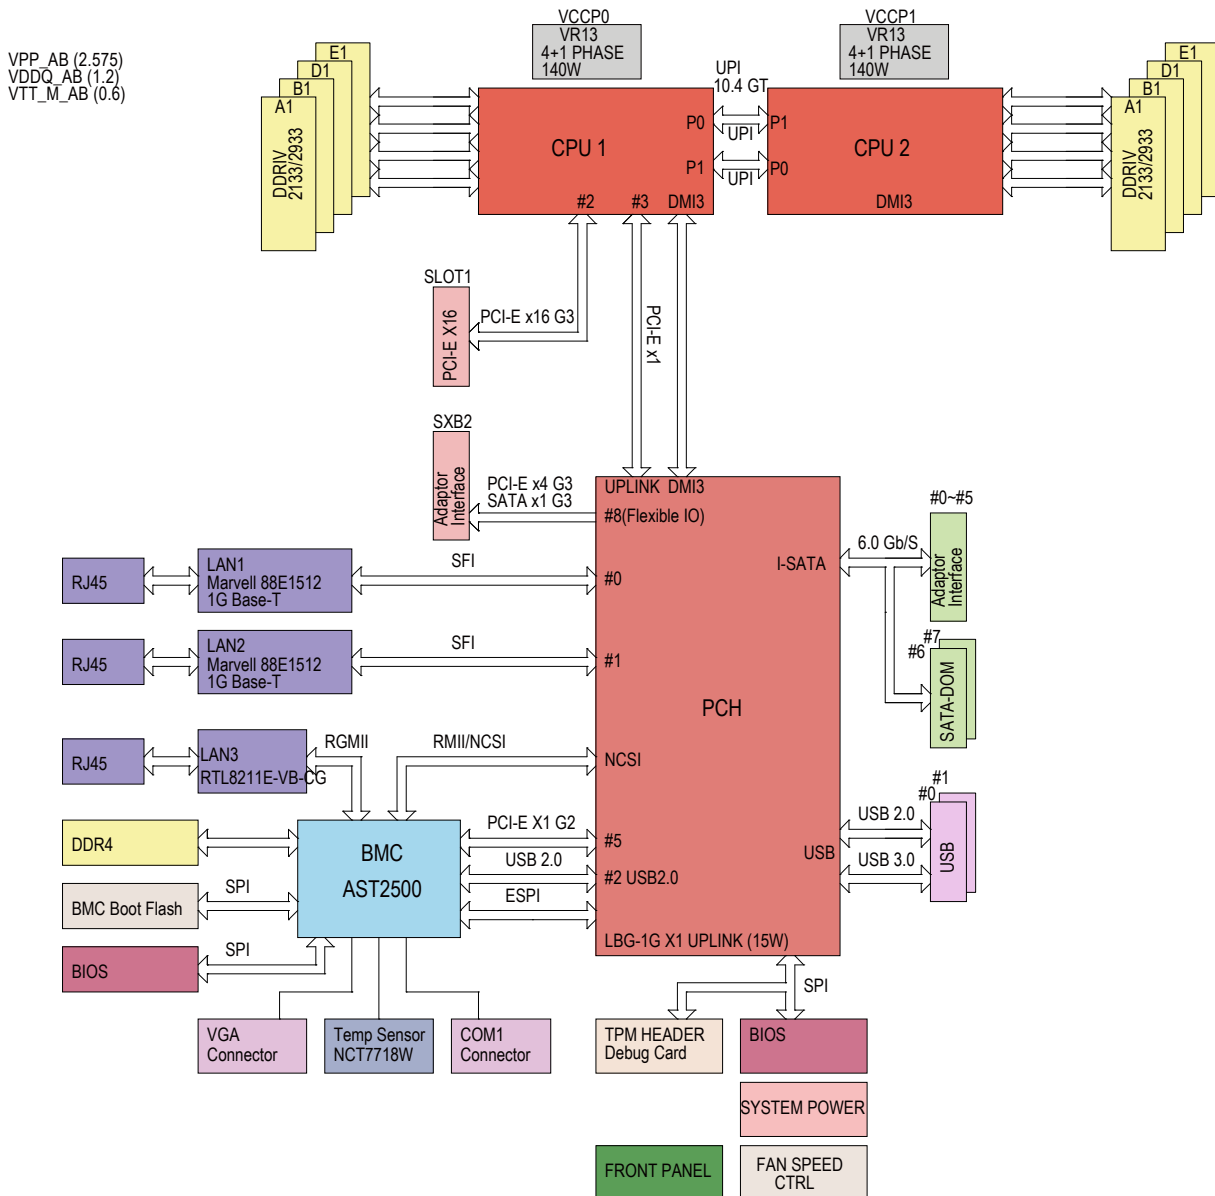 VCCP0
VR13
4+1 PHASE
140W
VCCP1
VR13
4+1 PHASE
140W
VPP_AB (2.575)
VDDQ_AB (1.2)
VTT_M_AB (0.6)
E1
D1
B1
A1
DDRIV
2133/2933
UPI
10.4 GT
CPU 1
P0
P1
#2
#3
DMI3
UPI
UPI
P1
P0
CPU 2
DMI3
E1
D1
B1
A1
DDRIV
2133/2933
SLOT1
PCI-E X16
PCI-E x16 G3
PCI-E x1
SXB2
Adaptor
Interface
PCI-E x4 G3
SATA x1 G3
UPLINK DMI3
#8(Flexible IO)
#0~#5
6.0 Gb/S
I-SATA
Adaptor
Interface
RJ45
LAN1
Marvell 88E1512
1G Base-T
SFI
#0
RJ45
LAN2
Marvell 88E1512
1G Base-T
SFI
#1
PCH
#7
#6
SATA-DOM
RJ45
LAN3
RTL8211E-VB-CG
RGMII
RMII/NCSI
NCSI
#1
#0
USB 2.0
USB
USB 3.0
USB
DDR4
BMC
AST2500
PCI-E X1 G2
#5
USB 2.0
#2 USB2.0
ESPI
BMC Boot Flash
SPI
BIOS
SPI
LBG-1G X1 UPLINK (15W)
SPI
VGA
Connector
Temp Sensor
NCT7718W
COM1
Connector
TPM HEADER
Debug Card
BIOS
SYSTEM POWER
FRONT PANEL
FAN SPEED
CTRL